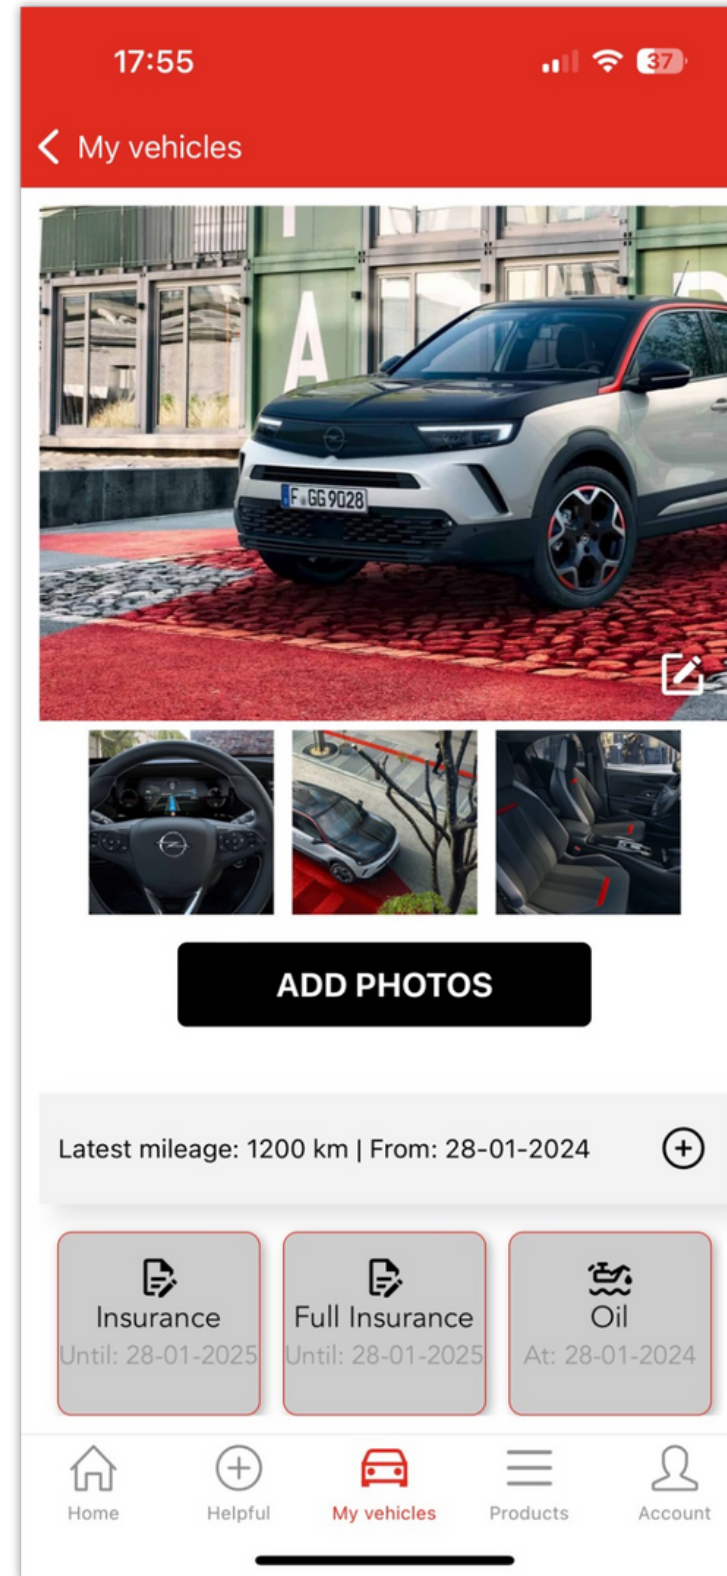 17:55
37
My vehicles
A
F GG 9028
ADD PHOTOS
Latest mileage: 1200 km | From: 28-01-2024
Insurance
Until: 28-01-2025
Full Insurance
Until: 28-01-2025
Oil
At: 28-01-2024
Home
Helpful
My vehicles
Products
Account